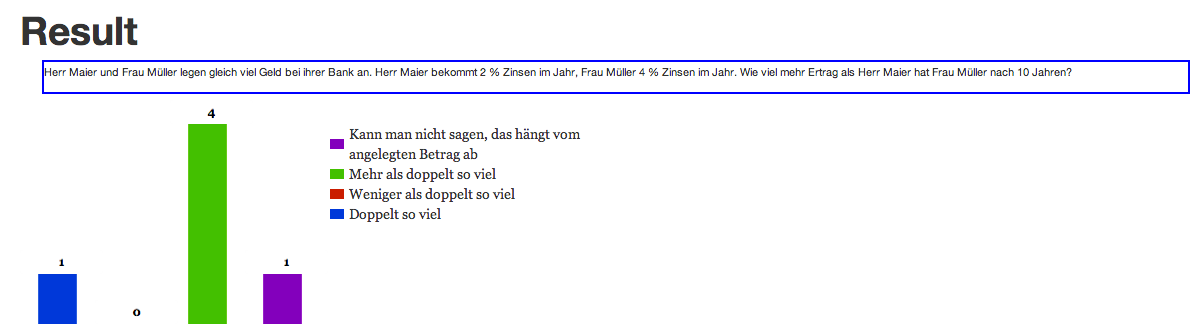 Result
Herr Maier und Frau Müller legen gleich viel Geld bei ihrer Bank an. Herr Maier bekommt 2 % Zinsen im Jahr, Frau Müller 4 % Zinsen im Jahr. Wie viel mehr Ertrag als Herr Maier hat Frau Müller nach 10 Jahren?
4
Kann man nicht sagen, das hängt vom
angelegten Betrag ab
Mehr als doppelt so viel
Weniger als doppelt so viel
Doppelt so viel
1
1
0